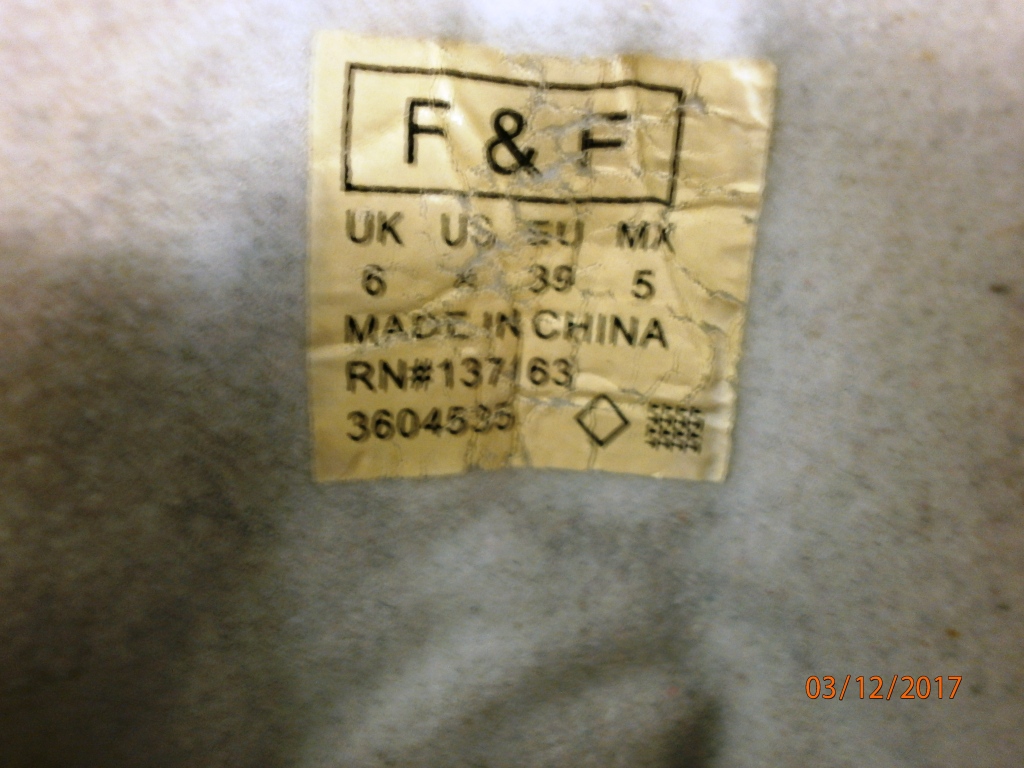 F & F
UK US EU MX
6 39 5
MADE IN CHINA
RN#137163
3604535
03/12/2017